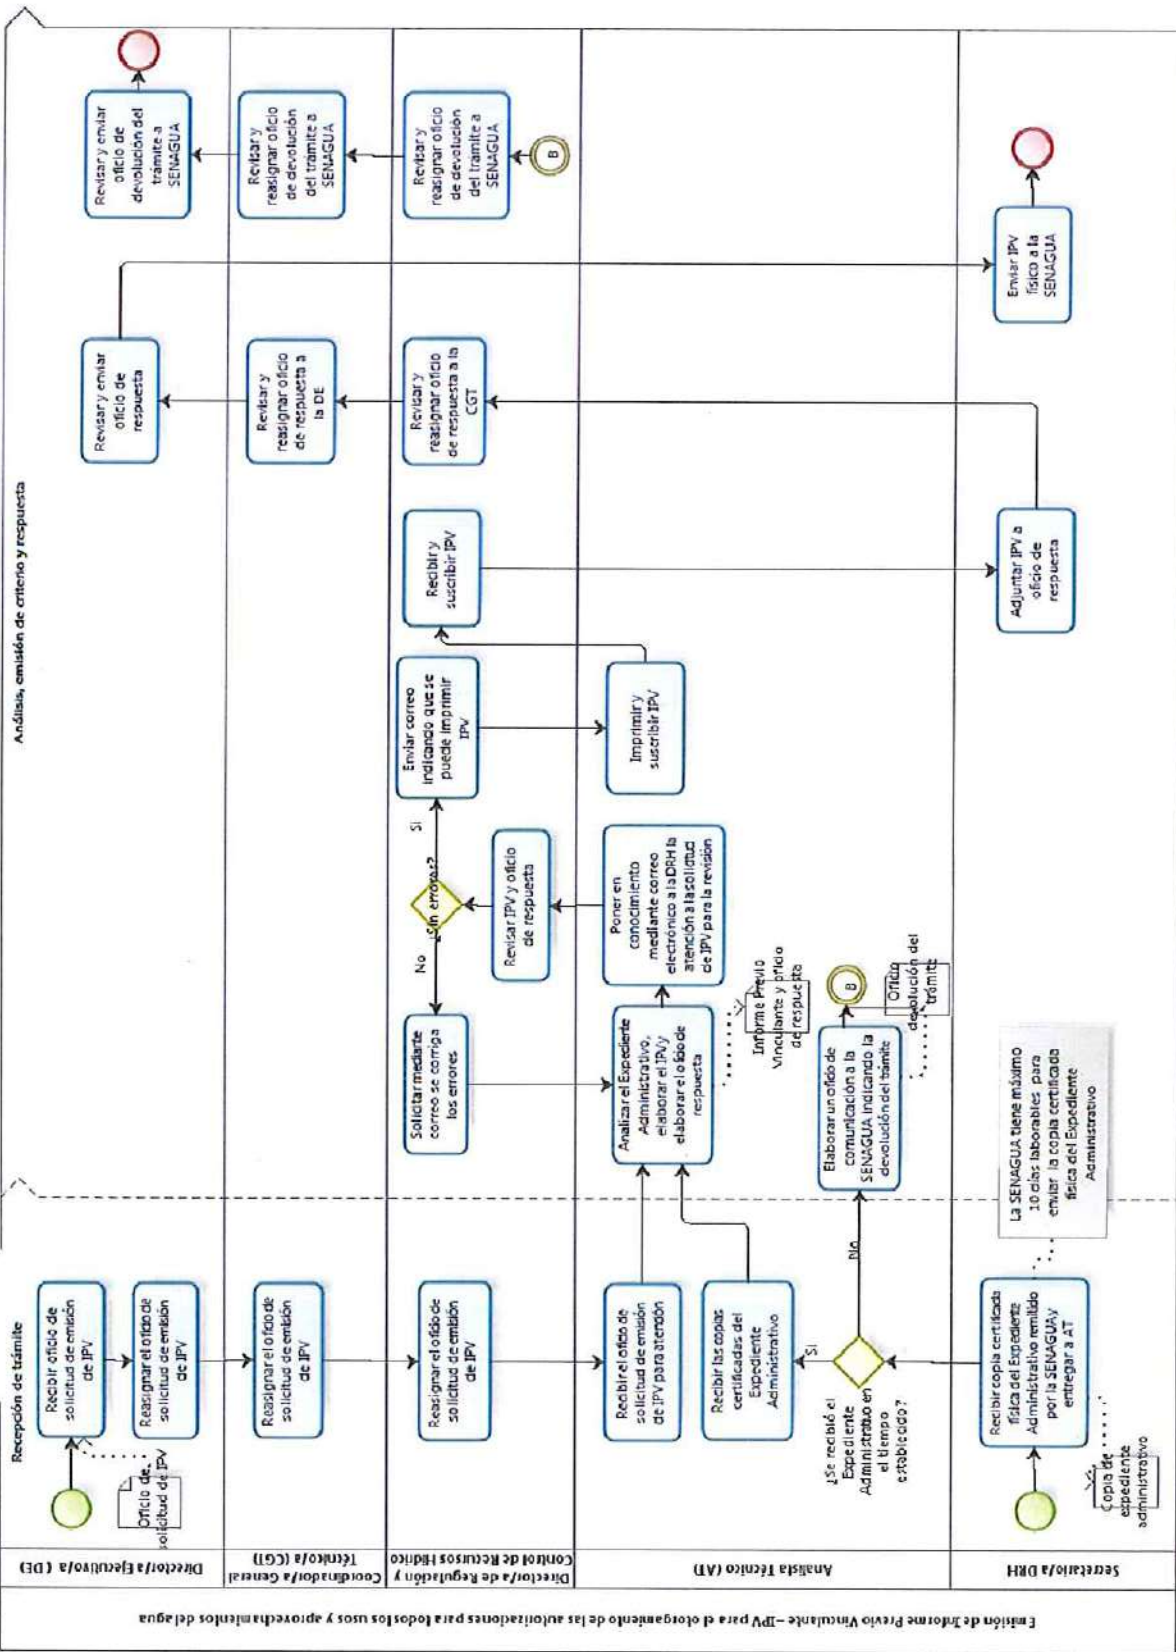 Emisión de Informe Previo Vinculante –IPV para el otorgamiento de las autorizaciones para todos los usos y aprovechamientos del agua
Director/a Ejecutivo/a ( DE)
Coordinador/a General
Técnico/a (CGT)
Director/a de Regulación y
Control de Recursos Hídrico
Analista Técnico (AT)
Secretario/a DRH
Recepción de trámite
Análisis, emisión de criterio y respuesta
Oficio de
solicitud de IPV
Recibir oficio de
solicitud de emisión
de IPV
Reasignar el oficio de
solicitud de emisión
de IPV
Reasignar el oficio de
solicitud de emisión
de IPV
Reasignar el oficio de
solicitud de emisión
de IPV
Recibir el oficio de
solicitud de emisión
de IPV para atención
Recibir las copias
certificadas del
Expediente
Administrativo
Si
¿Se recibió el
Expediente
Administrativo en
el tiempo
establecido?
No
Recibir copia certificada
física del Expediente
Administrativo remitido
por la SENAGUA y
entregar a AT
Copia de
expediente
administrativo
La SENAGUA tiene máximo
10 días laborables para
enviar la copia certificada
física del Expediente
Administrativo
Elaborar un oficio de
comunicación a la
SENAGUA indicando la
devolución del trámite
B
Oficio
devolución del
trámite
Analizar el Expediente
Administrativo,
elaborar el IPV y
elaborar el oficio de
respuesta
Informe Previo
Vinculante y oficio
de respuesta
Poner en
conocimiento
mediante correo
electrónico a la DRH la
atención a la solicitud
de IPV para la revisión
Revisar IPV y oficio
de respuesta
¿Sin errores?
No
Si
Solicitar mediante
correo se corrija
los errores
Enviar correo
indicando que se
puede imprimir
IPV
Imprimir y
suscribir IPV
Recibir y
suscribir IPV
Adjuntar IPV a
oficio de
respuesta
Revisar y
reasignar oficio
de respuesta a la
CGT
Revisar y
reasignar oficio
de respuesta a
la DE
Revisar y enviar
oficio de
respuesta
Enviar IPV
físico a la
SENAGUA
B
Revisar y
reasignar oficio
de devolución
del trámite a
SENAGUA
Revisar y
reasignar oficio
de devolución
del trámite a
SENAGUA
Revisar y enviar
oficio de
devolución del
trámite a
SENAGUA